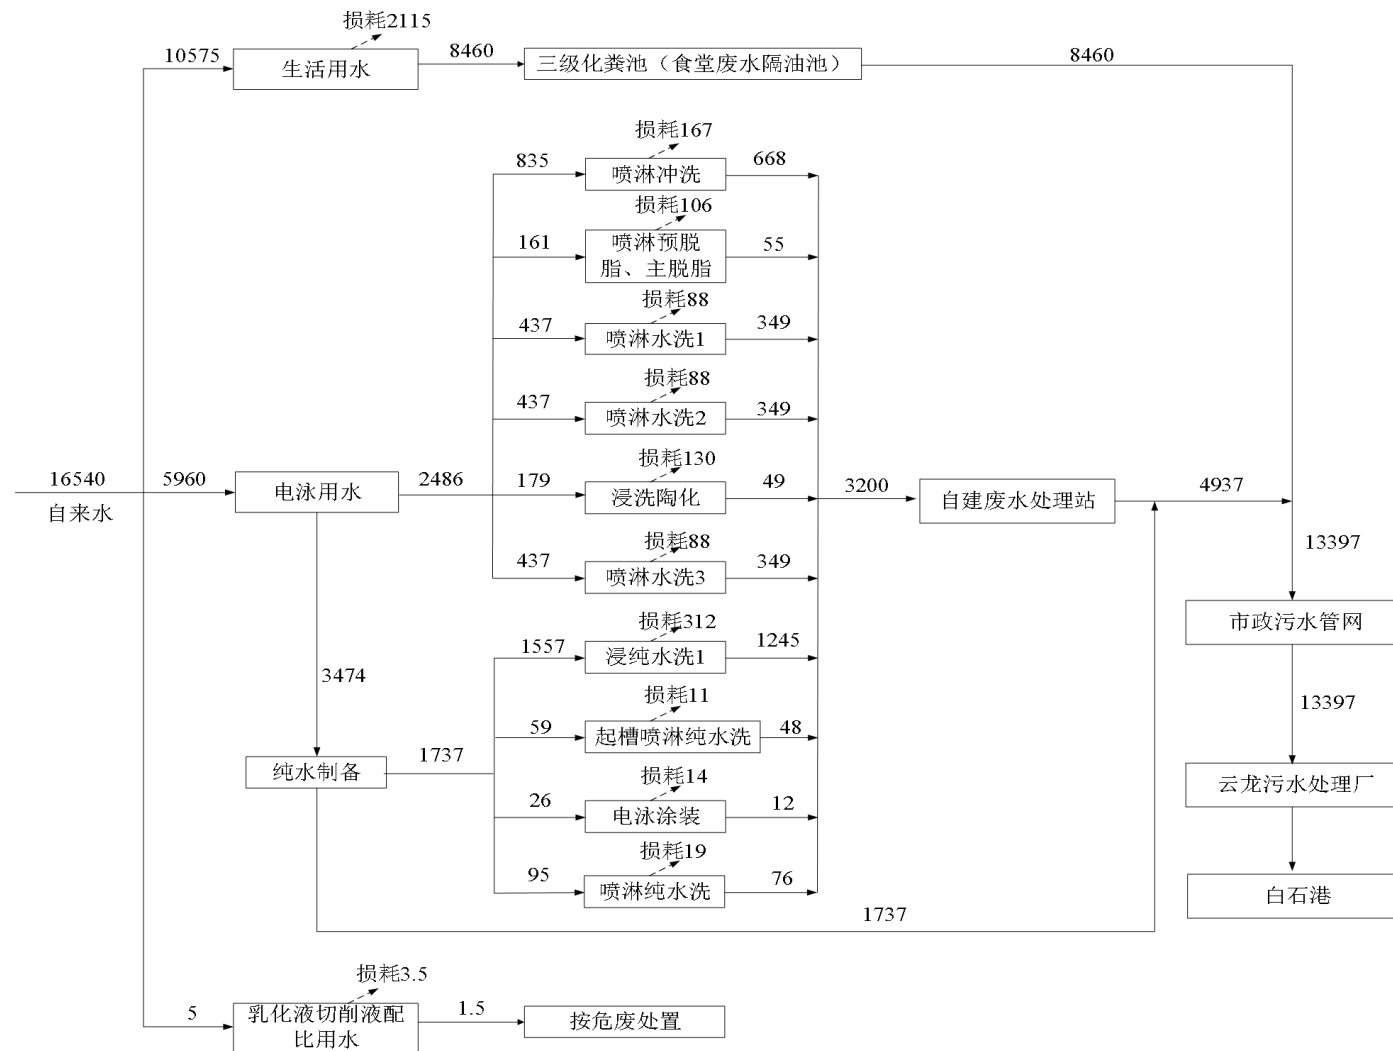 损耗2115
10575
生活用水
8460
三级化粪池（食堂废水隔油池）
8460
损耗167
835
喷淋冲洗
668
损耗106
161
喷淋预脱
脂、主脱脂
55
损耗88
437
喷淋水洗1
349
损耗88
437
喷淋水洗2
349
16540
自来水
5960
电泳用水
2486
损耗130
179
浸洗陶化
49
3200
自建废水处理站
4937
损耗88
437
喷淋水洗3
349
13397
市政污水管网
损耗312
1557
浸纯水洗1
1245
3474
损耗11
59
起槽喷淋纯水洗
48
13397
纯水制备
1737
损耗14
26
电泳涂装
12
云龙污水处理厂
损耗19
95
喷淋纯水洗
76
白石港
1737
损耗3.5
5
乳化液切削液配
比用水
1.5
按危废处置